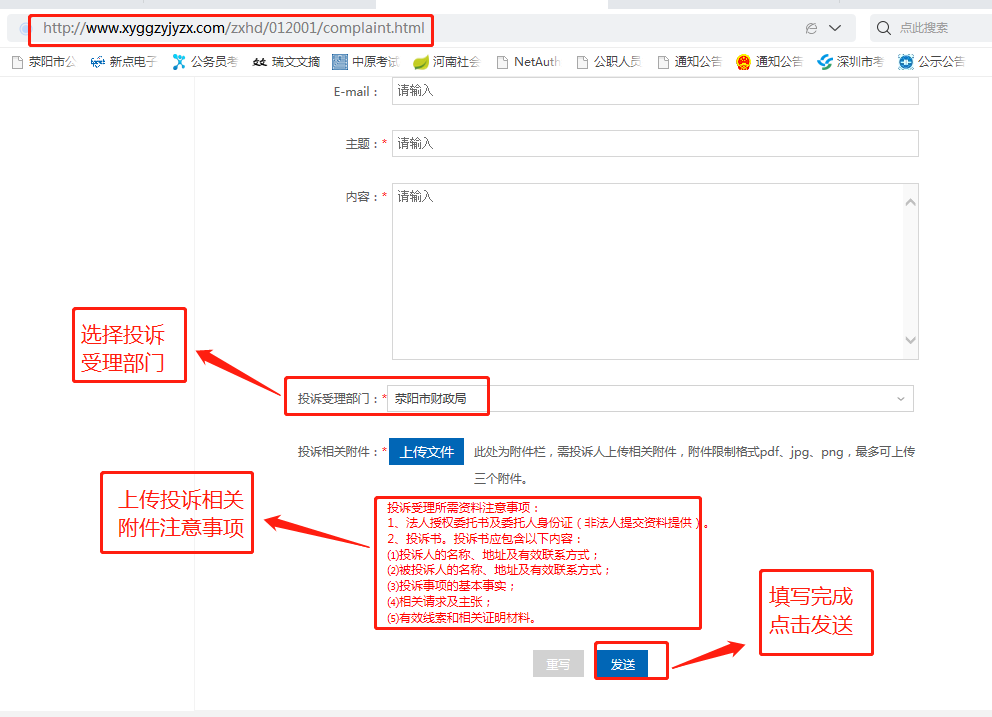 http://www.xyggzyjyzx.com/zxhd/012001/complaint.html
点此搜索
荥阳市公 新点电子 公务员考 瑞文文摘 中原考试 河南社会 NetAuth 公职人员 通知公告 通知公告 深圳市考 公示公告
E-mail： 请输入
主题：* 请输入
内容：* 请输入
选择投诉
受理部门
投诉受理部门：* 荥阳市财政局
投诉相关附件：* 上传文件 此处为附件栏，需投诉人上传相关附件，附件限制格式pdf、jpg、png，最多可上传
三个附件。
上传投诉相关
附件注意事项
投诉受理所需资料注意事项：
1、法人授权委托书及委托人身份证（非法人提交资料提供）。
2、投诉书。投诉书应包含以下内容：
(1)投诉人的名称、地址及有效联系方式；
(2)被投诉人的名称、地址及有效联系方式；
(3)投诉事项的基本事实；
(4)相关请求及主张；
(5)有效线索和相关证明材料。
填写完成
点击发送
重写 发送